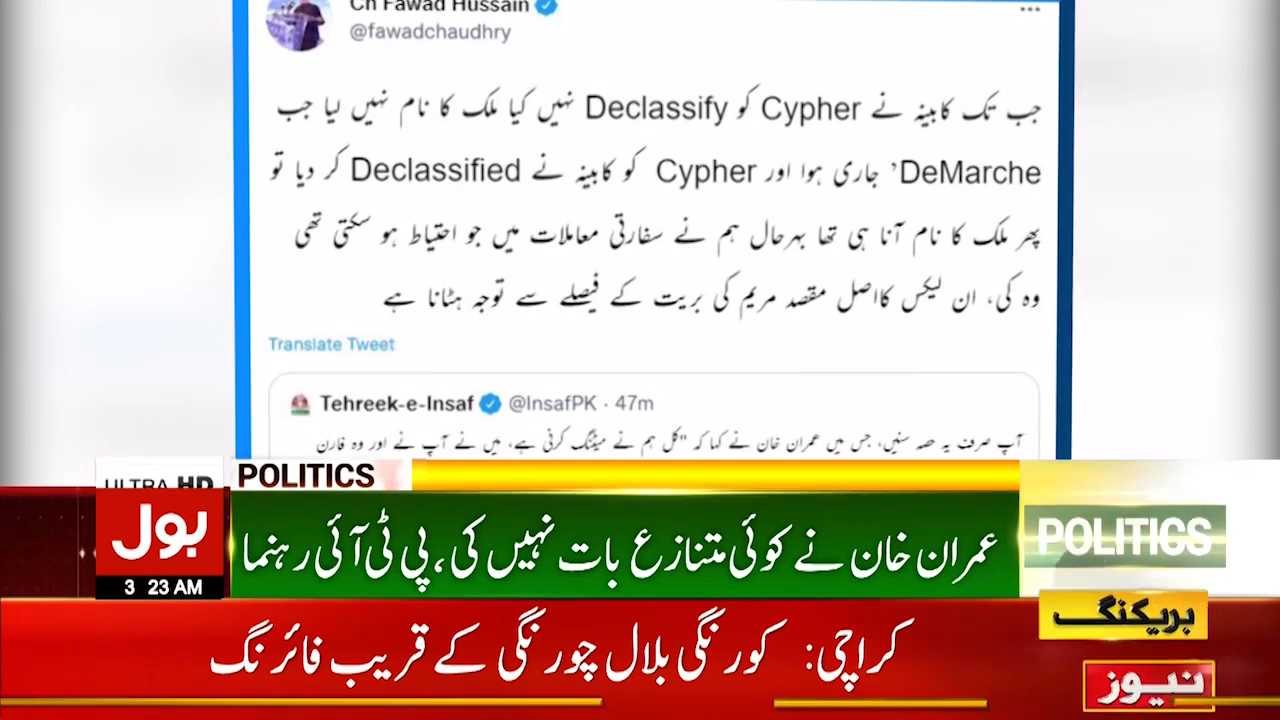 Ch Fawad Hussain
@fawadchaudhry
جب تک کابینہ نے Cypher کو Declassify نہیں کیا ملک کا نام نہیں لیا جب
DeMarche’ جاری ہوا اور Cypher کو کابینہ نے Declassified کر دیا تو
پھر ملک کا نام آنا ہی تھا بہرحال ہم نے سفارتی معاملات میں جو احتیاط ہو سکتی تھی
وہ کی، ان لیکس کااصل مقصد مریم کی بریت کے فیصلے سے توجہ ہٹانا ہے
Translate Tweet
Tehreek-e-Insaf @InsafPK · 47m
آپ صرف یہ حصہ سنیں، جس میں عمران خان نے کہا کہ "کل ہم نے میٹنگ کرنی ہے، میں نے آپ نے اور وہ فارن
ULTRA HD
POLITICS
بول
عمران خان نے کوئی متنازع بات نہیں کی، پی ٹی آئی رہنما
POLITICS
3 23 AM
بریکنگ
کراچی: کورنگی بلال چورنگی کے قریب فائرنگ
نیوز